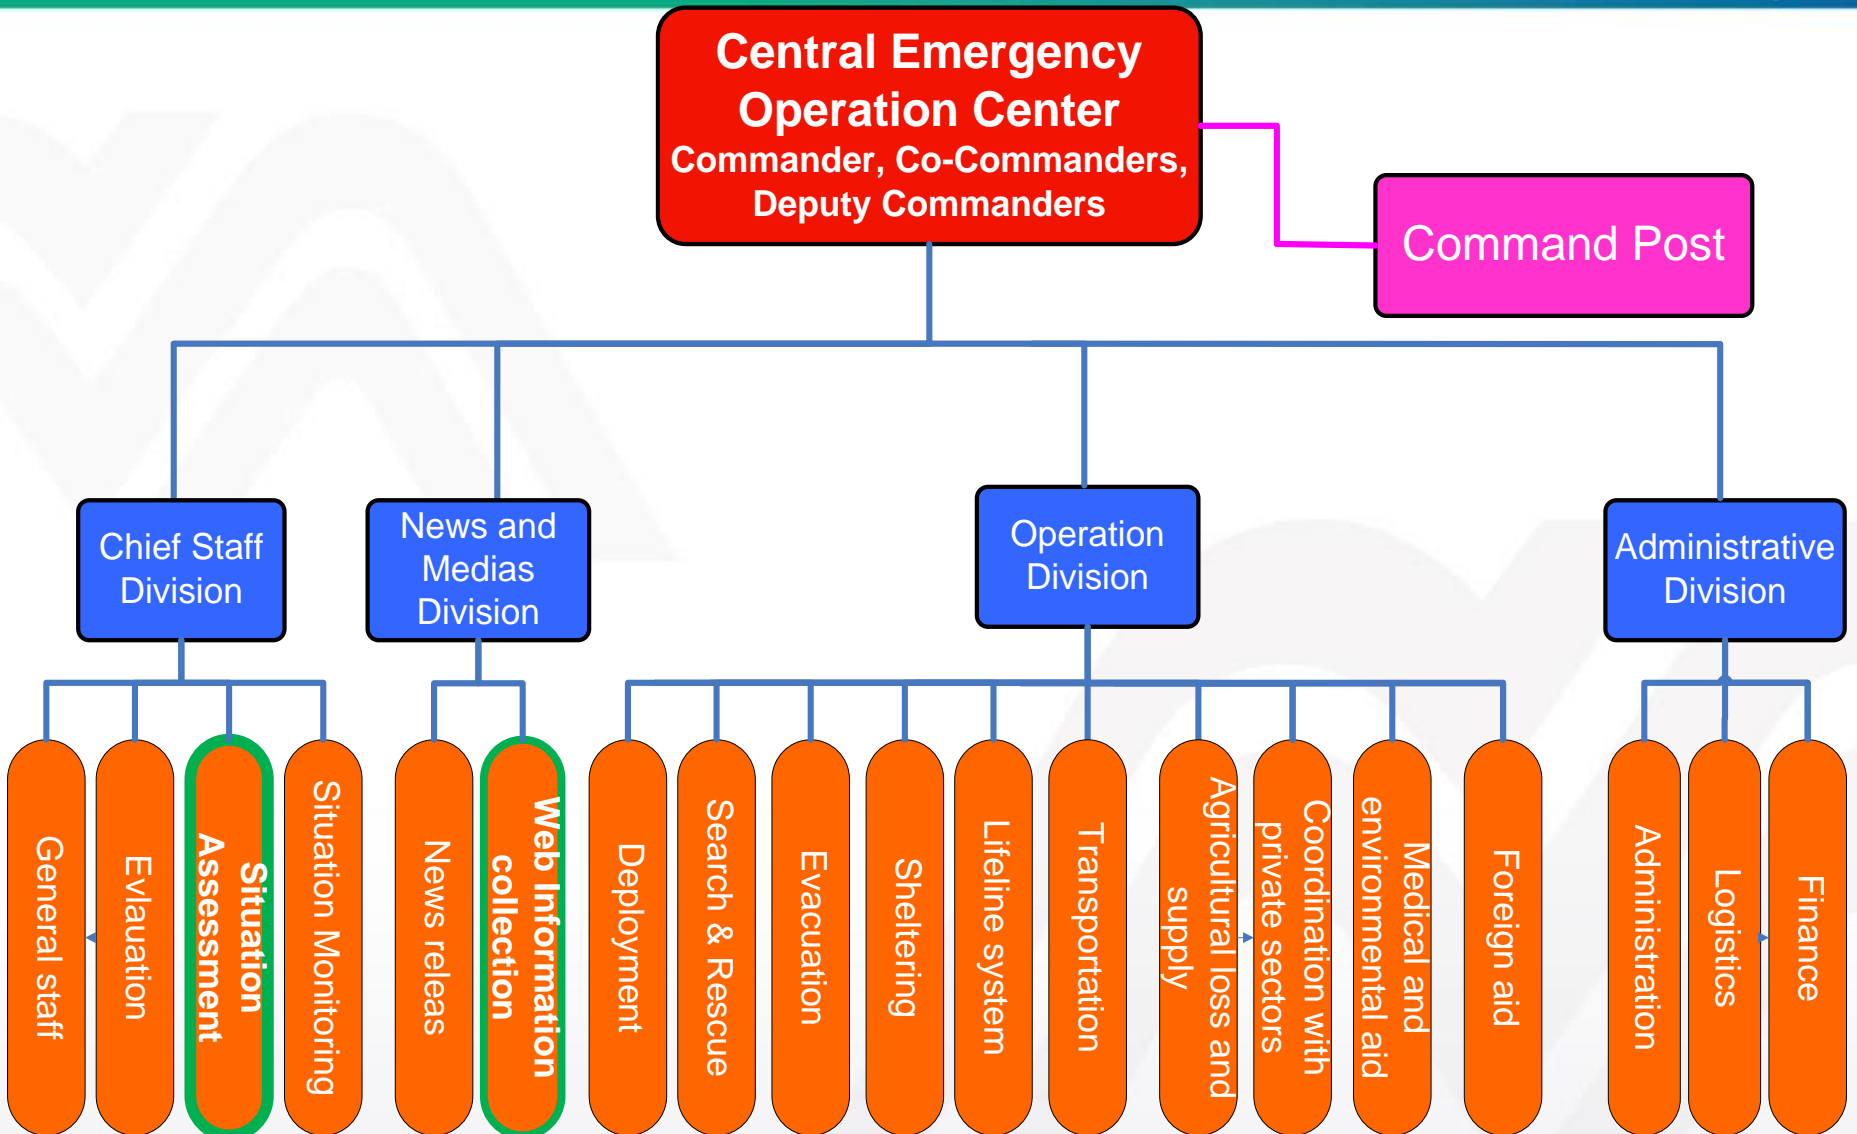 Central Emergency
Operation Center
Commander, Co-Commanders,
Deputy Commanders
Command Post
Chief Staff
Division
News and
Medias
Division
Operation
Division
Administrative
Division
General staff
Evlauation
Situation
Assessment
Situation Monitoring
News releas
Web Information
collection
Deployment
Search & Rescue
Evacuation
Sheltering
Lifeline system
Transportation
Agricultural loss and
supply
Coordination with
private sectors
Medical and
environmental aid
Foreign aid
Administration
Logistics
Finance